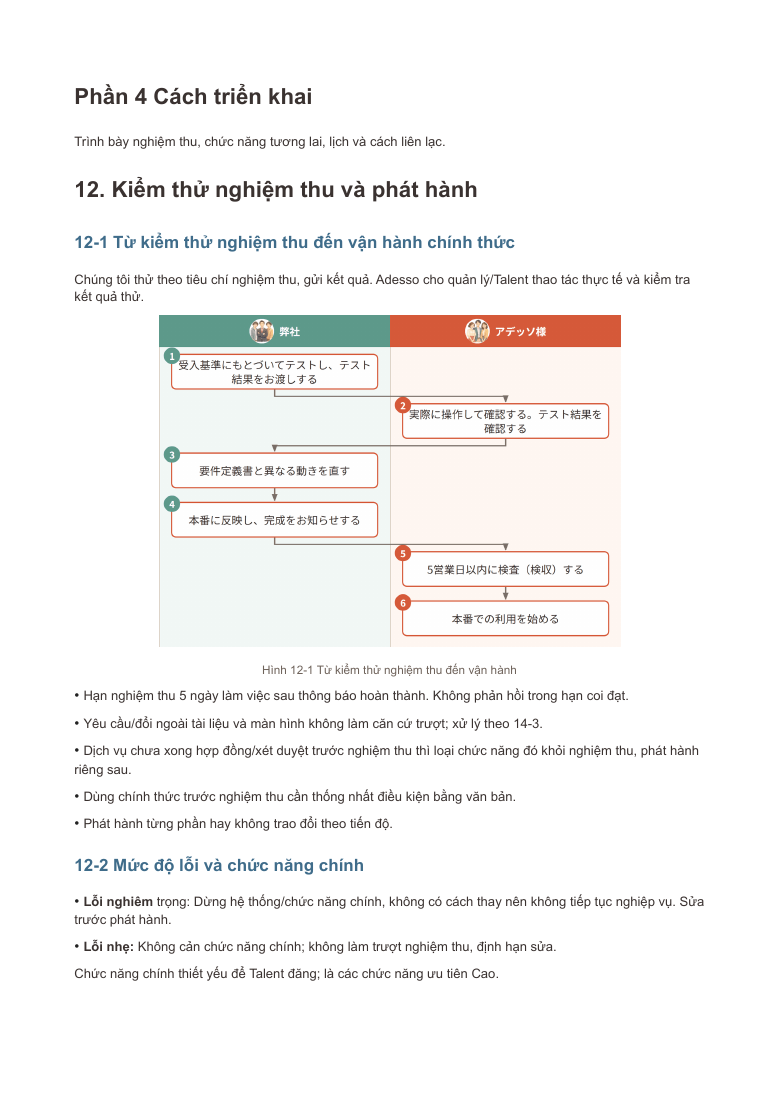 Phần 4 Cách triển khai
Trình bày nghiệm thu, chức năng tương lai, lịch và cách liên lạc.
12. Kiểm thử nghiệm thu và phát hành
12-1 Từ kiểm thử nghiệm thu đến vận hành chính thức
Chúng tôi thử theo tiêu chí nghiệm thu, gửi kết quả. Adesso cho quản lý/Talent thao tác thực tế và kiểm tra
kết quả thử.
弊社
アデッソ様
1
受入基準にもとづいてテストし、テスト
結果をお渡しする
2
実際に操作して確認する。テスト結果を
確認する
3
要件定義書と異なる動きを直す
4
本番に反映し、完成をお知らせする
5
5営業日以内に検査（検収）する
6
本番での利用を始める
Hình 12-1 Từ kiểm thử nghiệm thu đến vận hành
• Hạn nghiệm thu 5 ngày làm việc sau thông báo hoàn thành. Không phản hồi trong hạn coi đạt.
• Yêu cầu/đổi ngoài tài liệu và màn hình không làm căn cứ trượt; xử lý theo 14-3.
• Dịch vụ chưa xong hợp đồng/xét duyệt trước nghiệm thu thì loại chức năng đó khỏi nghiệm thu, phát hành
riêng sau.
• Dùng chính thức trước nghiệm thu cần thống nhất điều kiện bằng văn bản.
• Phát hành từng phần hay không trao đổi theo tiến độ.
12-2 Mức độ lỗi và chức năng chính
• Lỗi nghiêm trọng: Dừng hệ thống/chức năng chính, không có cách thay nên không tiếp tục nghiệp vụ. Sửa
trước phát hành.
• Lỗi nhẹ: Không cản chức năng chính; không làm trượt nghiệm thu, định hạn sửa.
Chức năng chính thiết yếu để Talent đăng; là các chức năng ưu tiên Cao.